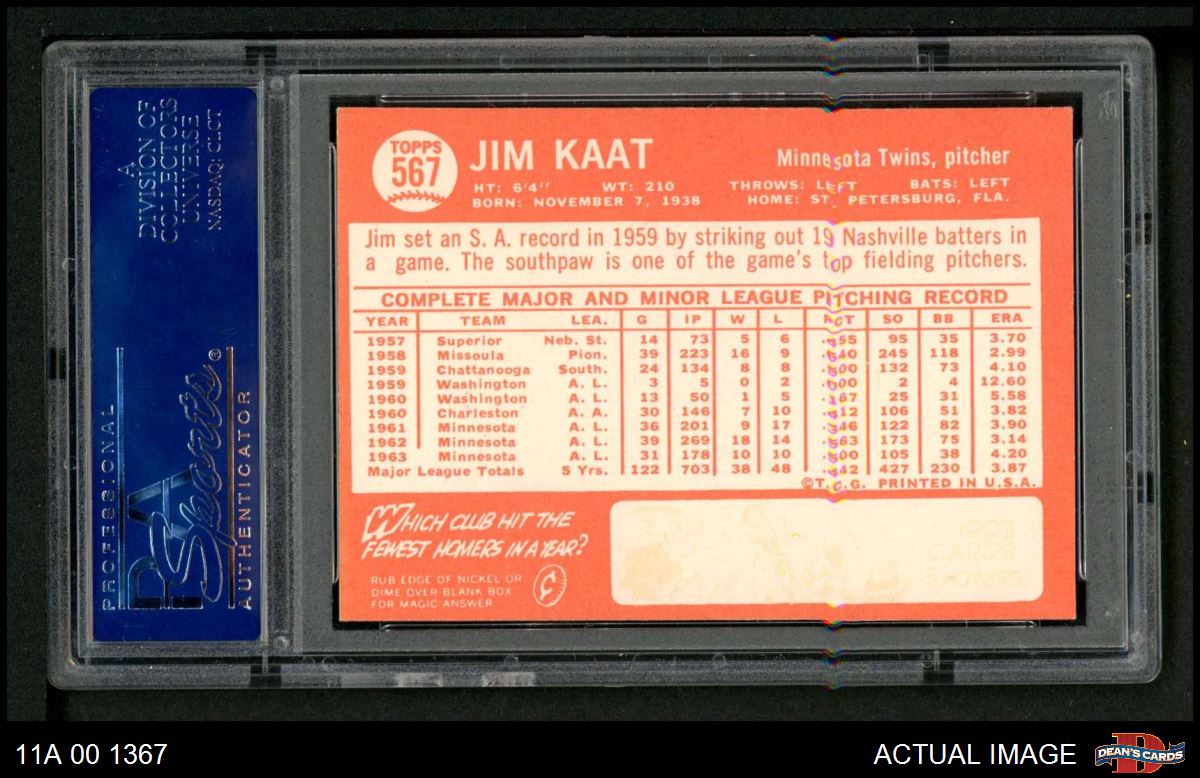 A
DIVISION OF
COLLECTORS
UNIVERSE
NASDAQ: CLCT
PROFESSIONAL
PSA
Sports®
AUTHENTICATOR
TOPPS
567
JIM KAAT
Minnesota Twins, pitcher
HT: 6'4" WT: 210 THROWS: LEFT BATS: LEFT
BORN: NOVEMBER 7, 1938 HOME: ST. PETERSBURG, FLA.
Jim set an S. A. record in 1959 by striking out 19 Nashville batters in
a game. The southpaw is one of the game's top fielding pitchers.
COMPLETE MAJOR AND MINOR LEAGUE PITCHING RECORD
YEAR TEAM LEA. G IP W L PCT SO BB ERA
1957 Superior Neb. St. 14 73 5 6 .455 95 35 3.70
1958 Missoula Pion. 39 223 16 9 .640 245 118 2.99
1959 Chattanooga South. 24 134 8 8 .500 132 73 4.10
1959 Washington A. L. 3 5 0 2 .000 2 4 12.60
1960 Washington A. L. 13 50 1 5 .167 25 31 5.58
1960 Charleston A. A. 30 146 7 10 .412 106 51 3.82
1961 Minnesota A. L. 36 201 9 17 .346 122 82 3.90
1962 Minnesota A. L. 39 269 18 14 .563 173 75 3.14
1963 Minnesota A. L. 31 178 10 10 .500 105 38 4.20
Major League Totals 5 Yrs. 122 703 38 48 .442 427 230 3.87
©T.C.G. PRINTED IN U.S.A.
WHICH CLUB HIT THE
FEWEST HOMERS IN A YEAR?
RUB EDGE OF NICKEL OR
DIME OVER BLANK BOX
FOR MAGIC ANSWER
11A 00 1367
ACTUAL IMAGE
DEAN'S CARDS